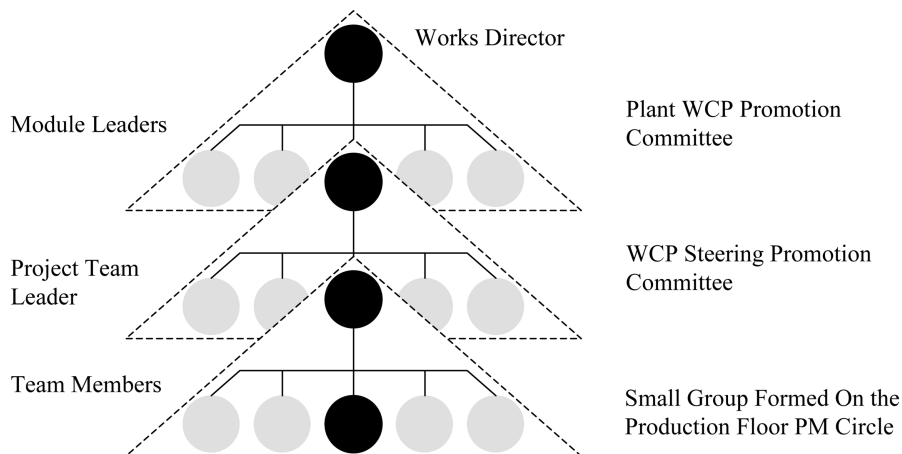 Works Director
Module Leaders
Plant WCP Promotion
Committee
Project Team
Leader
WCP Steering Promotion
Committee
Team Members
Small Group Formed On the
Production Floor PM Circle